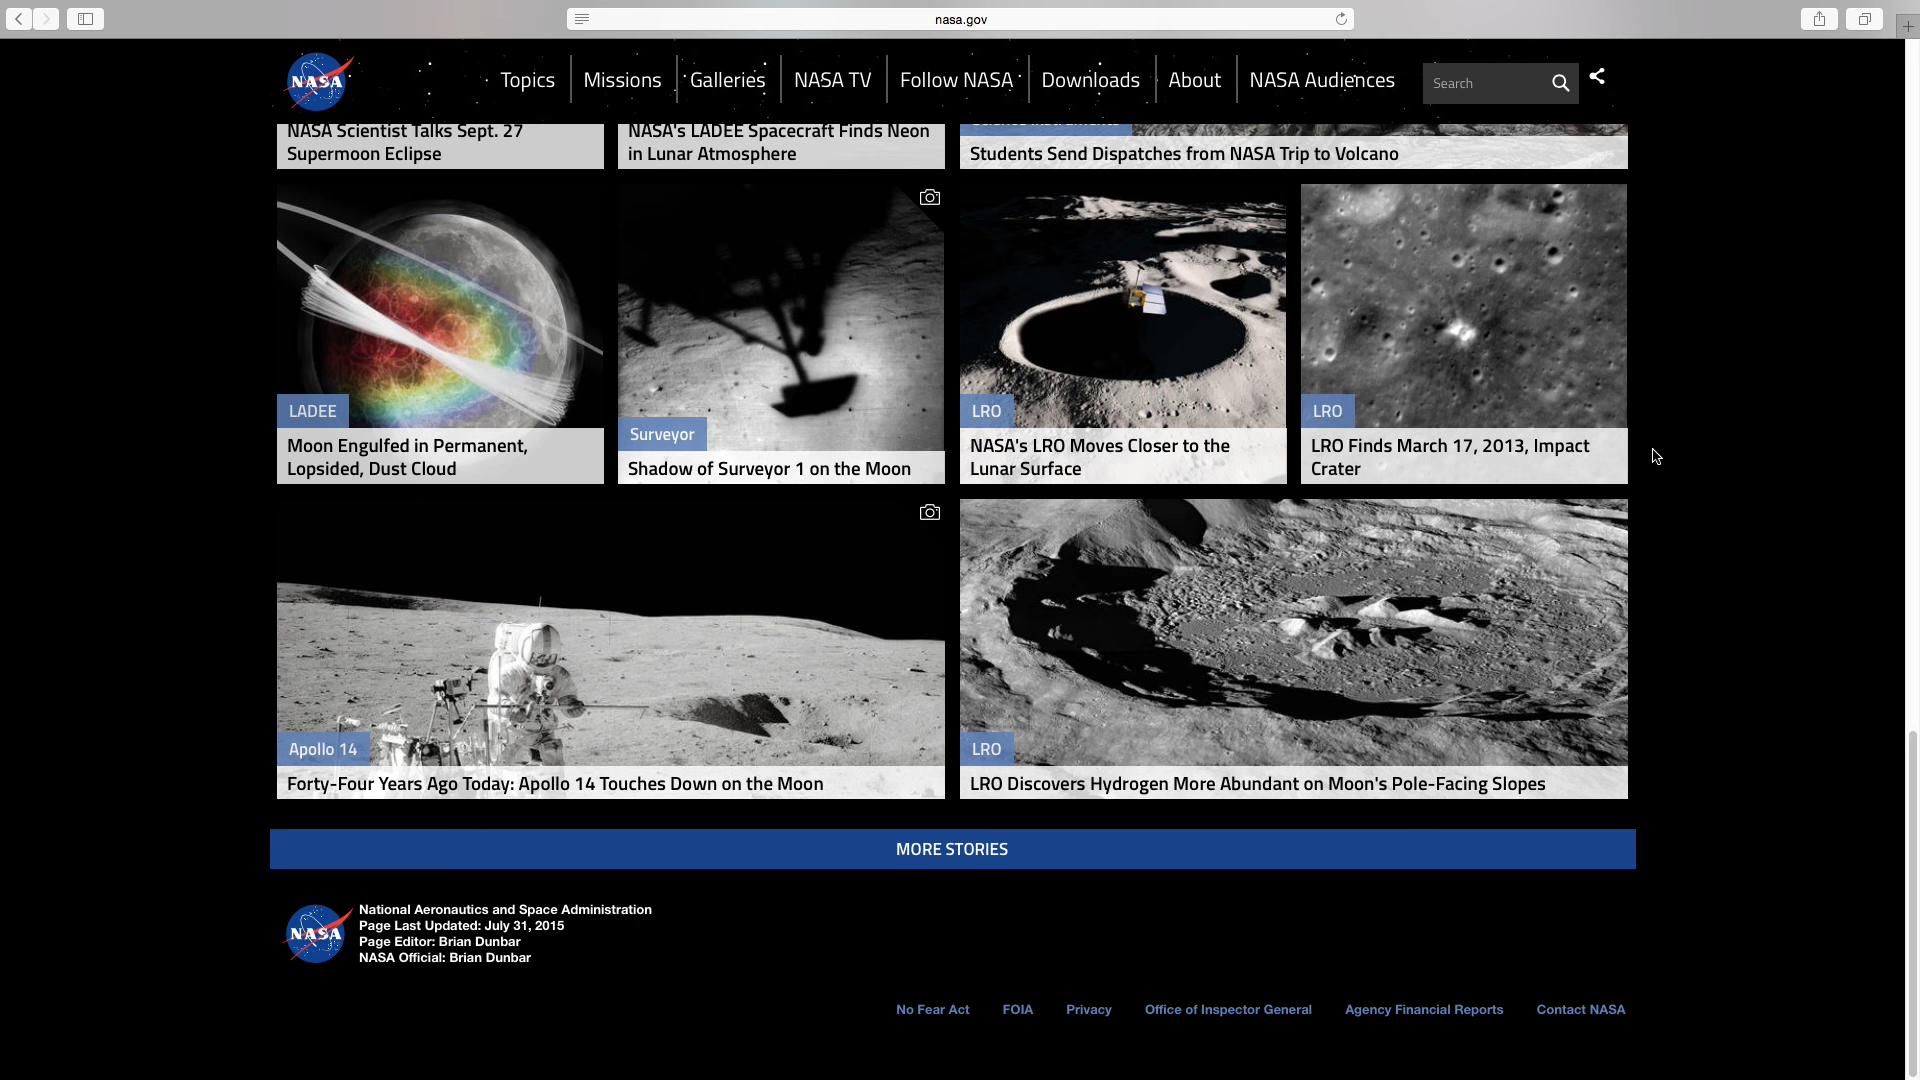 nasa.gov
NASA
Topics
Missions
Galleries
NASA TV
Follow NASA
Downloads
About
NASA Audiences
Search
NASA Scientist Talks Sept. 27
Supermoon Eclipse
NASA's LADEE Spacecraft Finds Neon
in Lunar Atmosphere
Students Send Dispatches from NASA Trip to Volcano
LADEE
Moon Engulfed in Permanent,
Lopsided, Dust Cloud
Surveyor
Shadow of Surveyor 1 on the Moon
LRO
NASA's LRO Moves Closer to the
Lunar Surface
LRO
LRO Finds March 17, 2013, Impact
Crater
Apollo 14
Forty-Four Years Ago Today: Apollo 14 Touches Down on the Moon
LRO
LRO Discovers Hydrogen More Abundant on Moon's Pole-Facing Slopes
MORE STORIES
NASA
National Aeronautics and Space Administration
Page Last Updated: July 31, 2015
Page Editor: Brian Dunbar
NASA Official: Brian Dunbar
No Fear Act
FOIA
Privacy
Office of Inspector General
Agency Financial Reports
Contact NASA